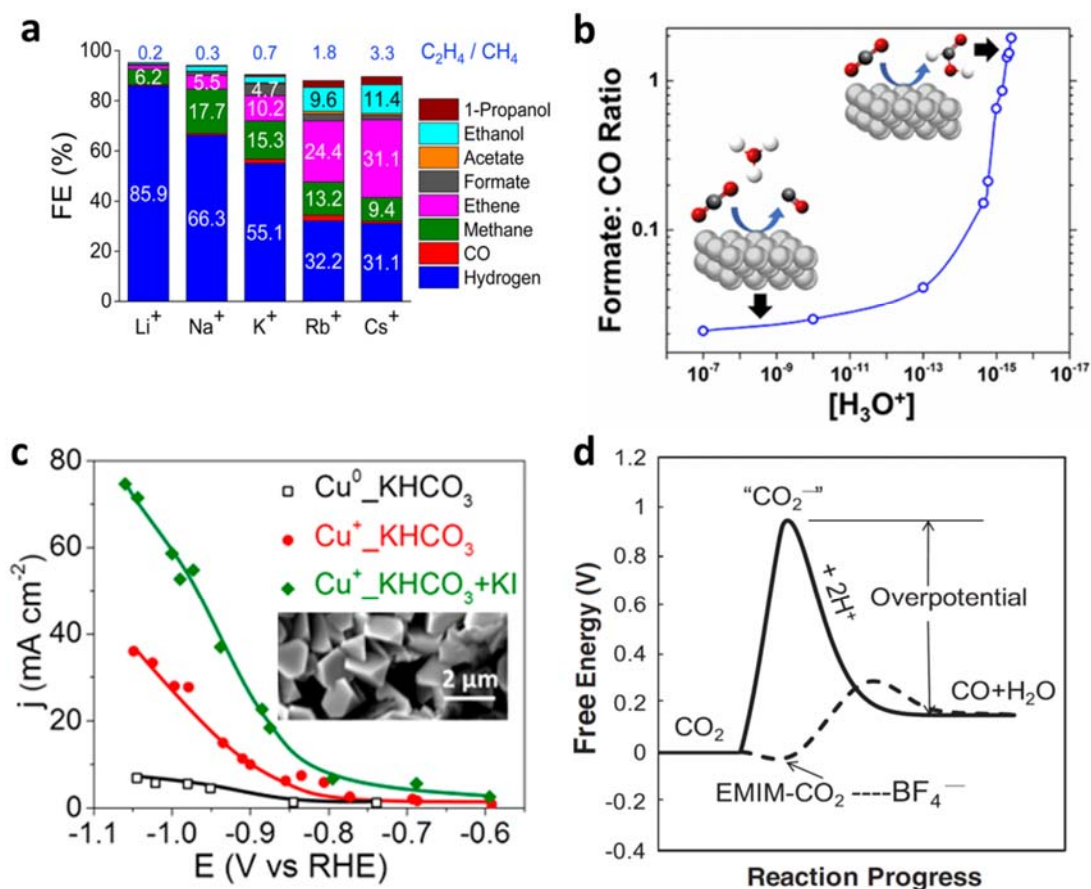 a
0.2 0.3 0.7 1.8 3.3 C₂H₄ / CH₄
FE (%)
100
80
60
40
20
0
6.2
85.9
5.5
17.7
66.3
4.7
10.2
15.3
55.1
9.6
24.4
13.2
32.2
11.4
31.1
9.4
31.1
Li⁺ Na⁺ K⁺ Rb⁺ Cs⁺
1-Propanol
Ethanol
Acetate
Formate
Ethene
Methane
CO
Hydrogen
b
Formate: CO Ratio
1
0.1
10⁻⁷ 10⁻⁹ 10⁻¹¹ 10⁻¹³ 10⁻¹⁵ 10⁻¹⁷
[H₃O⁺]
c
j (mA cm⁻²)
80
60
40
20
0
Cu⁰_KHCO₃
Cu⁺_KHCO₃
Cu⁺_KHCO₃+KI
2 μm
-1.1 -1.0 -0.9 -0.8 -0.7 -0.6
E (V vs RHE)
d
Free Energy (V)
1.2
1
0.8
0.6
0.4
0.2
0
-0.2
-0.4
“CO₂⁻”
+ 2H⁺
Overpotential
CO₂
CO+H₂O
EMIM-CO₂ ----BF₄⁻
Reaction Progress